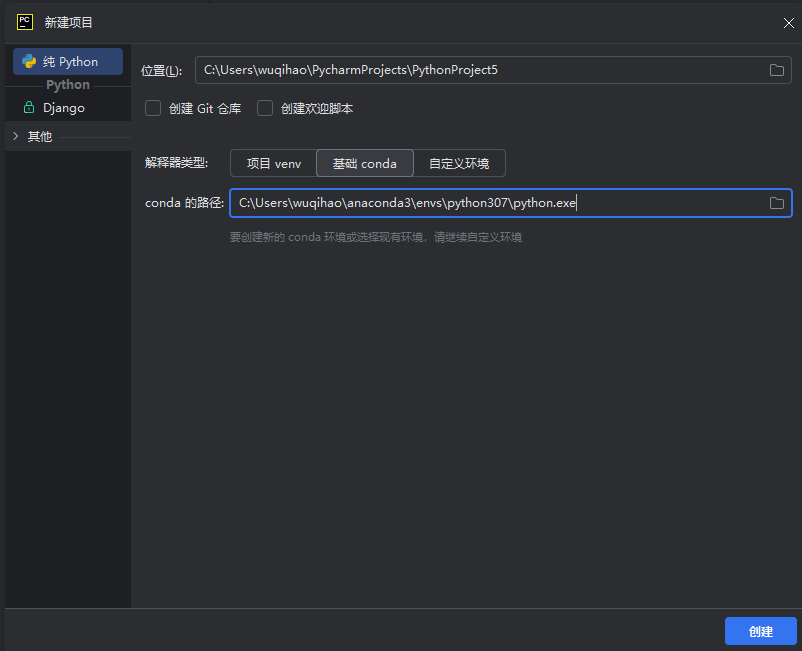 PC
新建项目
纯 Python
Python
Django
其他
位置(L): C:\Users\wuqihao\PycharmProjects\PythonProject5
创建 Git 仓库 创建欢迎脚本
解释器类型: 项目 venv 基础 conda 自定义环境
conda 的路径: C:\Users\wuqihao\anaconda3\envs\python307\python.exe
要创建新的 conda 环境或选择现有环境，请继续自定义环境
创建